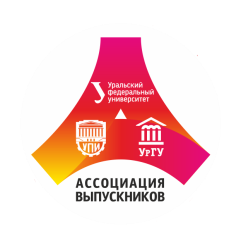 Уральский
федеральный
университет
УПИ
УрГУ
АССОЦИАЦИЯ
ВЫПУСКНИКОВ